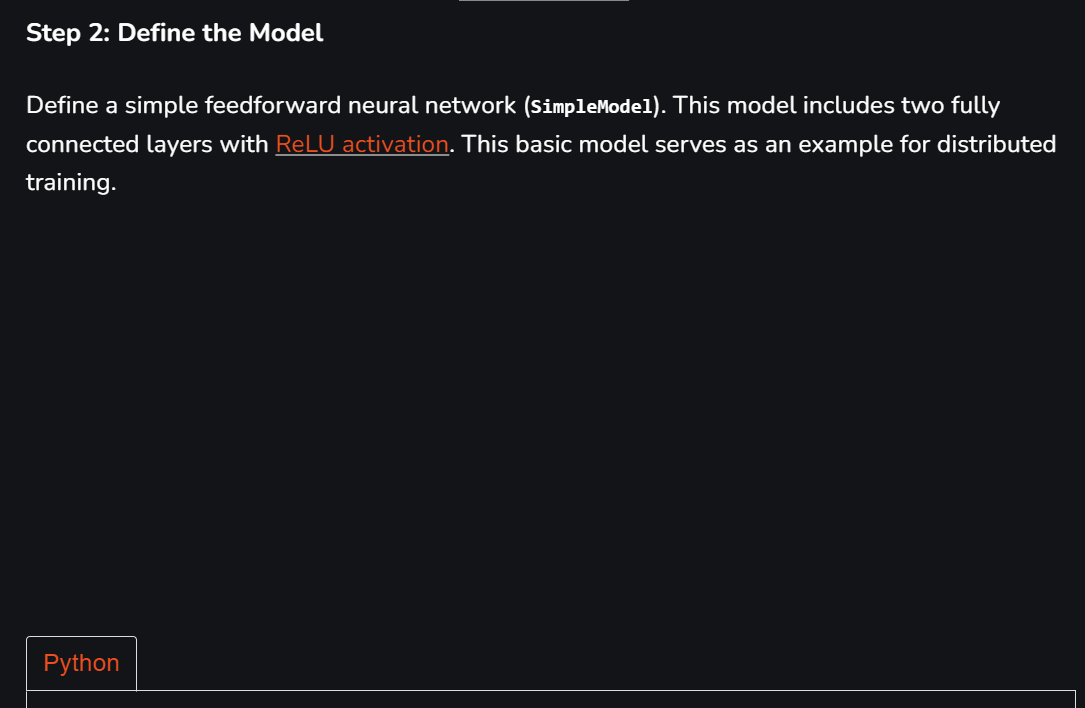 Step 2: Define the Model
Define a simple feedforward neural network (SimpleModel). This model includes two fully
connected layers with ReLU activation. This basic model serves as an example for distributed
training.
Python